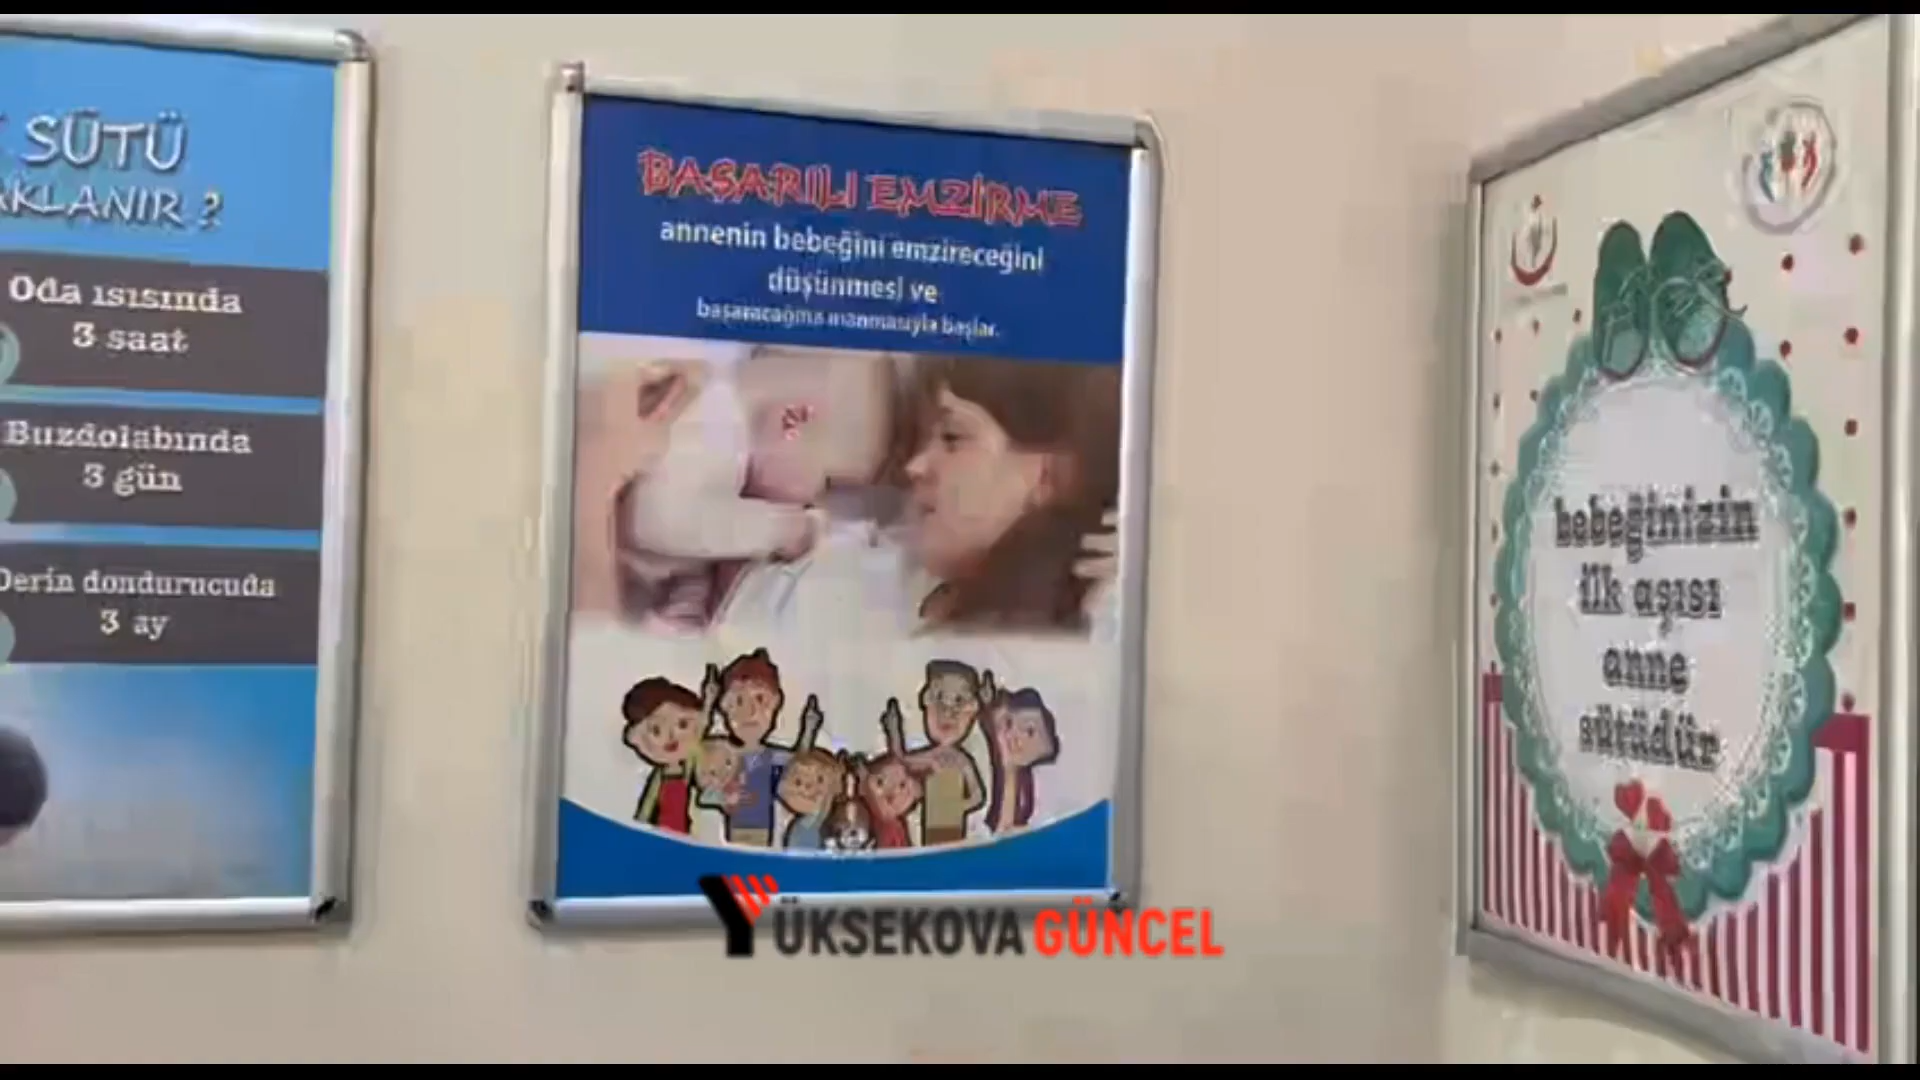 SÜTÜ
AKLANIR ?
Oda ısısında
3 saat
Buzdolabında
3 gün
Derin dondurucuda
3 ay
BAŞARILI EMZİRME
annenin bebeğini emzireceğini
düşünmesi ve
başaracağına inanmasıyla başlar.
bebeğinizin
ilk aşısı
anne
sütüdür
YÜKSEKOVA GÜNCEL